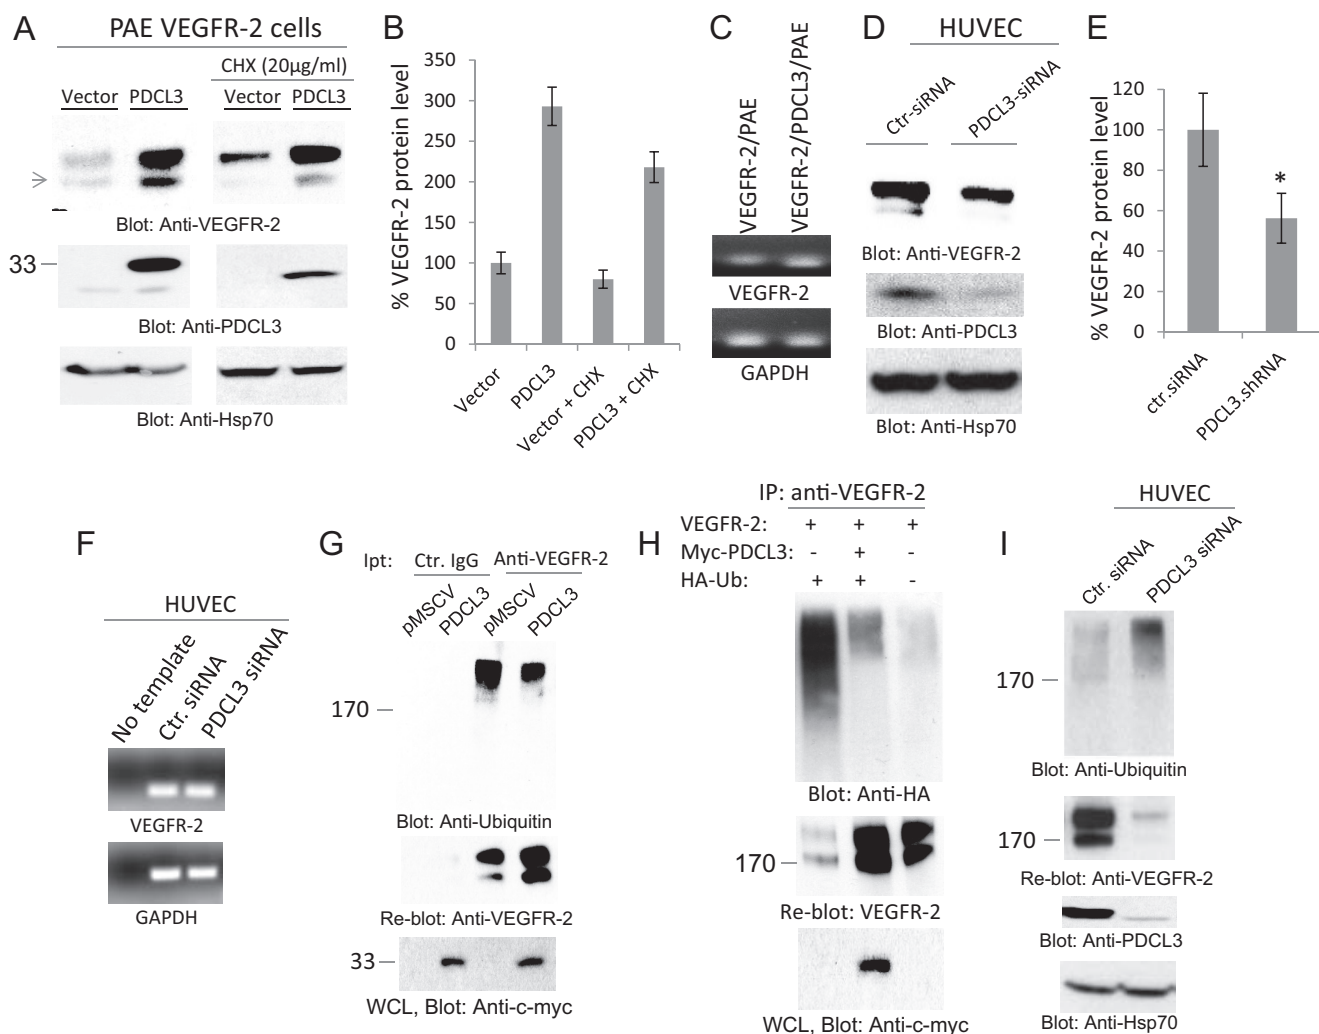 A
PAE VEGFR-2 cells
CHX (20µg/ml)
Vector PDCL3 Vector PDCL3
Blot: Anti-VEGFR-2
33
Blot: Anti-PDCL3
Blot: Anti-Hsp70
B
% VEGFR-2 protein level
350
300
250
200
150
100
50
0
Vector
PDCL3
Vector + CHX
PDCL3 + CHX
C
VEGFR-2/PAE
VEGFR-2/PDCL3/PAE
VEGFR-2
GAPDH
D
HUVEC
Ctr-siRNA
PDCL3-siRNA
Blot: Anti-VEGFR-2
Blot: Anti-PDCL3
Blot: Anti-Hsp70
E
% VEGFR-2 protein level
120
100
80
60
40
20
0
*
ctr.siRNA
PDCL3.shRNA
F
HUVEC
No template
Ctr. siRNA
PDCL3 siRNA
VEGFR-2
GAPDH
G
Ipt: Ctr. IgG Anti-VEGFR-2
pMSCV
PDCL3
pMSCV
PDCL3
170
Blot: Anti-Ubiquitin
Re-blot: Anti-VEGFR-2
33
WCL, Blot: Anti-c-myc
H
IP: anti-VEGFR-2
VEGFR-2: + + +
Myc-PDCL3: - + -
HA-Ub: + + -
Blot: Anti-HA
170
Re-blot: VEGFR-2
WCL, Blot: Anti-c-myc
I
HUVEC
Ctr. siRNA
PDCL3 siRNA
170
Blot: Anti-Ubiquitin
170
Re-blot: Anti-VEGFR-2
Blot: Anti-PDCL3
Blot: Anti-Hsp70